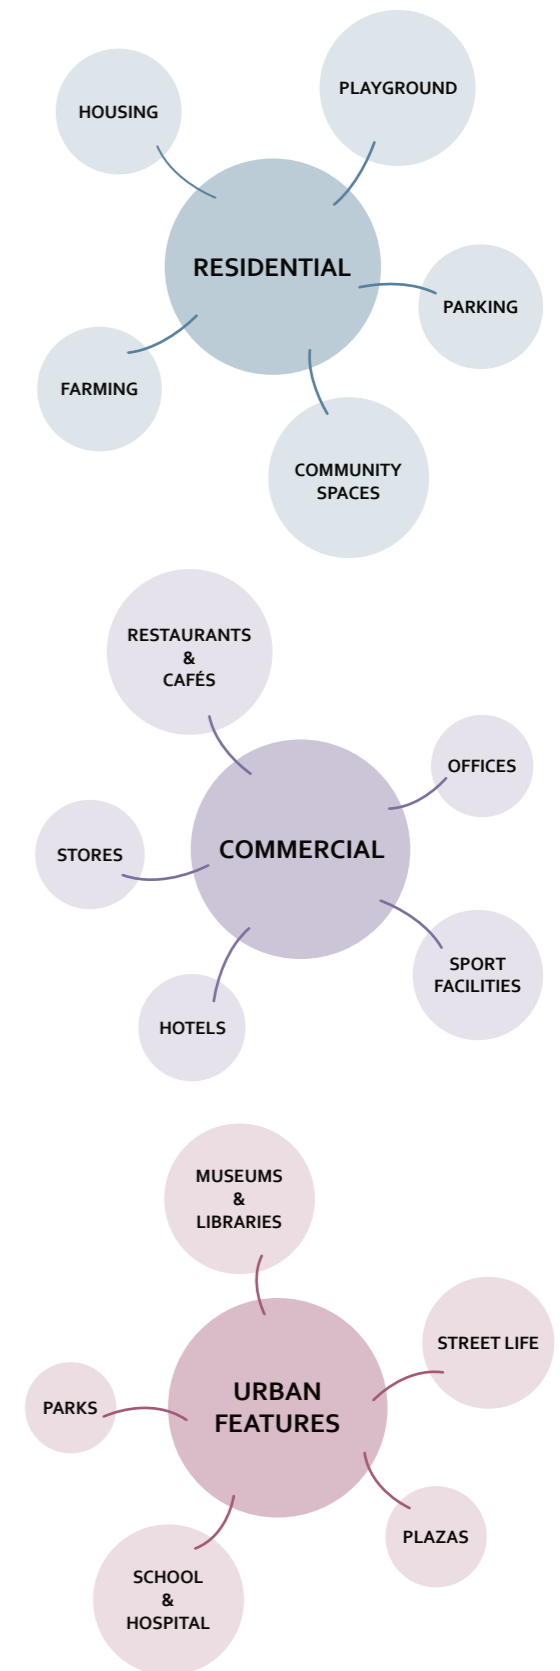 PLAYGROUND
HOUSING
RESIDENTIAL
PARKING
FARMING
COMMUNITY
SPACES
RESTAURANTS
&
CAFÉS
OFFICES
COMMERCIAL
STORES
SPORT
FACILITIES
HOTELS
MUSEUMS
&
LIBRARIES
STREET LIFE
URBAN
FEATURES
PARKS
PLAZAS
SCHOOL
&
HOSPITAL